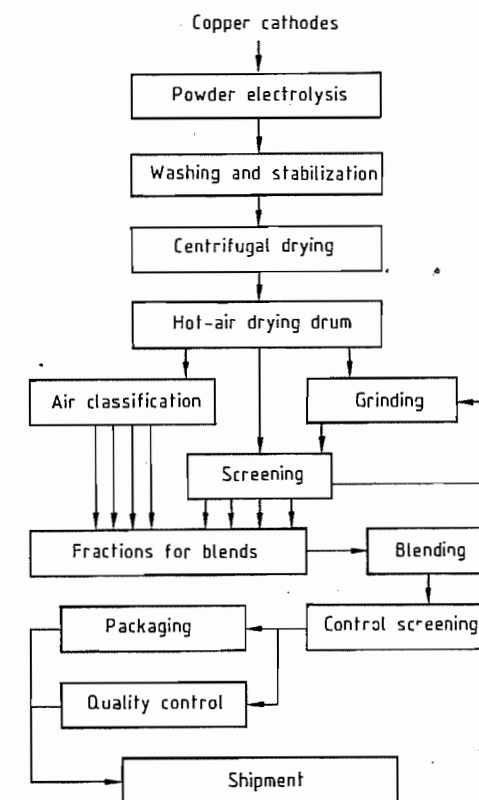 Copper cathodes
Powder electrolysis
Washing and stabilization
Centrifugal drying
Hot-air drying drum
Air classification
Grinding
Screening
Fractions for blends
Blending
Packaging
Control screening
Quality control
Shipment